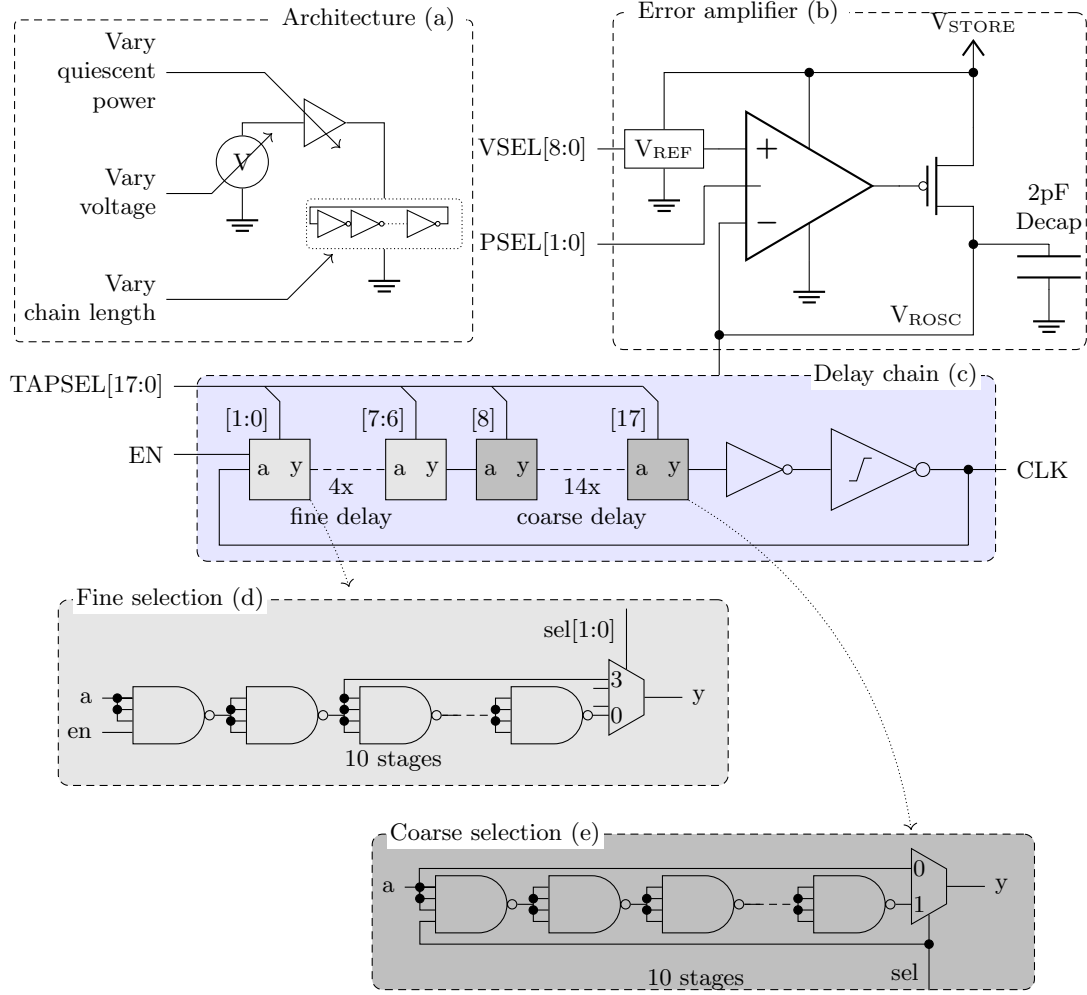 Architecture (a)
Vary
quiescent
power
V
Vary
voltage
Vary
chain length
Error amplifier (b)
VSTORE
VSEL[8:0]
VREF
+
−
PSEL[1:0]
2pF
Decap
VROSC
TAPSEL[17:0]
Delay chain (c)
[1:0]
[7:6]
[8]
[17]
EN
a y
a y
a y
a y
CLK
4x
fine delay
14x
coarse delay
Fine selection (d)
sel[1:0]
a
en
3
0
y
10 stages
Coarse selection (e)
a
0
1
y
10 stages
sel